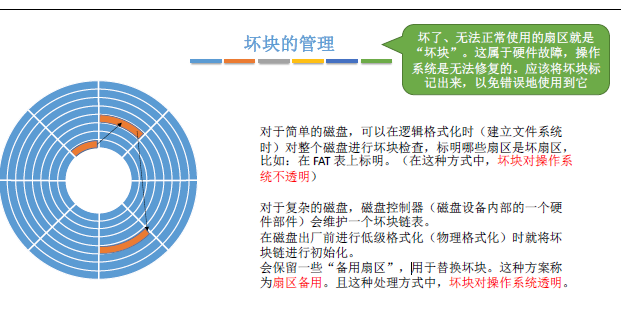 坏块的管理
坏了、无法正常使用的扇区就是
“坏块”。这属于硬件故障，操作
系统是无法修复的。应该将坏块标
记出来，以免错误地使用到它
对于简单的磁盘，可以在逻辑格式化时（建立文件系统
时）对整个磁盘进行坏块检查，标明哪些扇区是坏扇区，
比如：在 FAT 表上标明。（在这种方式中，坏块对操作系
统不透明）
对于复杂的磁盘，磁盘控制器（磁盘设备内部的一个硬
件部件）会维护一个坏块链表。
在磁盘出厂前进行低级格式化（物理格式化）时就将坏
块链进行初始化。
会保留一些“备用扇区”，用于替换坏块。这种方案称
为扇区备用。且这种处理方式中，坏块对操作系统透明。